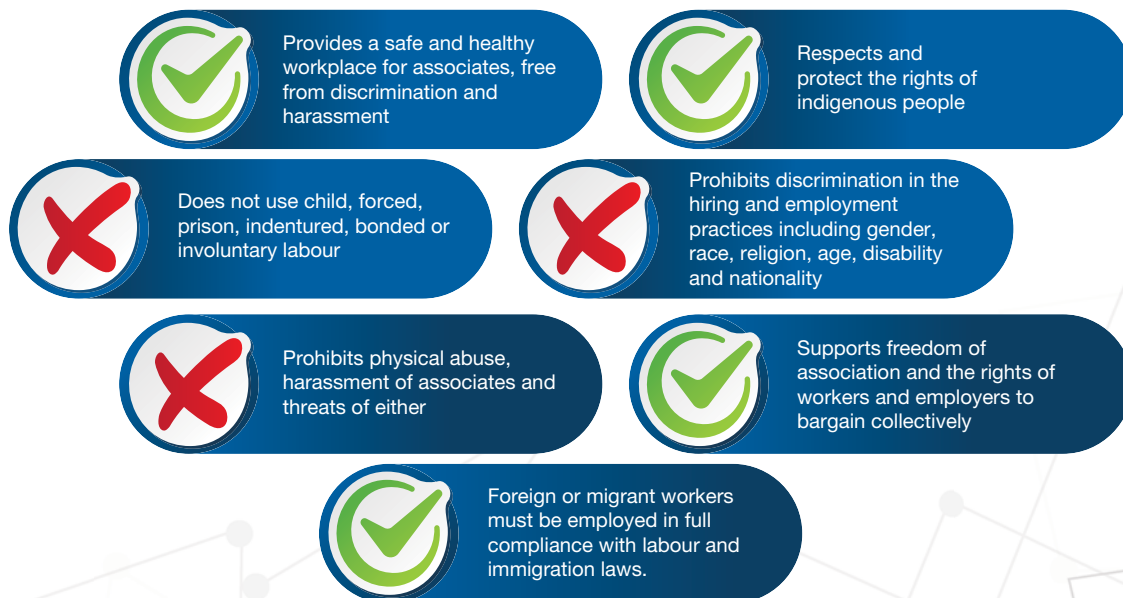 Provides a safe and healthy
workplace for associates, free
from discrimination and
harassment
Respects and
protect the rights of
indigenous people
Does not use child, forced,
prison, indentured, bonded or
involuntary labour
Prohibits discrimination in the
hiring and employment
practices including gender,
race, religion, age, disability
and nationality
Prohibits physical abuse,
harassment of associates and
threats of either
Supports freedom of
association and the rights of
workers and employers to
bargain collectively
Foreign or migrant workers
must be employed in full
compliance with labour and
immigration laws.